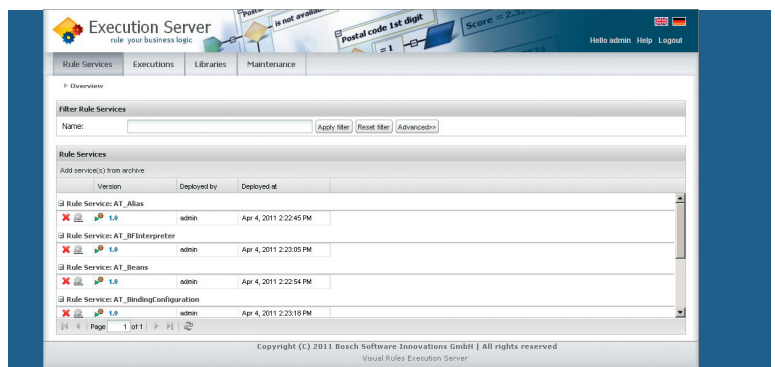 Execution Server
rule your business logic
is not
Postal code 1st digit
= 1
Score =
Hello admin Help Logout
Rule Services Executions Libraries Maintenance
Overview
Filter Rule Services
Name: Apply filter Reset filter Advanced>>
Rule Services
Add service(s) from archive
Version Deployed by Deployed at
Rule Service: AT_Alias
1.0 admin Apr 4, 2011 2:22:45 PM
Rule Service: AT_BFInterpreter
1.0 admin Apr 4, 2011 2:23:05 PM
Rule Service: AT_Beans
1.0 admin Apr 4, 2011 2:22:54 PM
Rule Service: AT_BindingConfiguration
1.0 admin Apr 4, 2011 2:23:18 PM
Page 1 of 1
Copyright (C) 2011 Bosch Software Innovations GmbH | All rights reserved
Visual Rules Execution Server